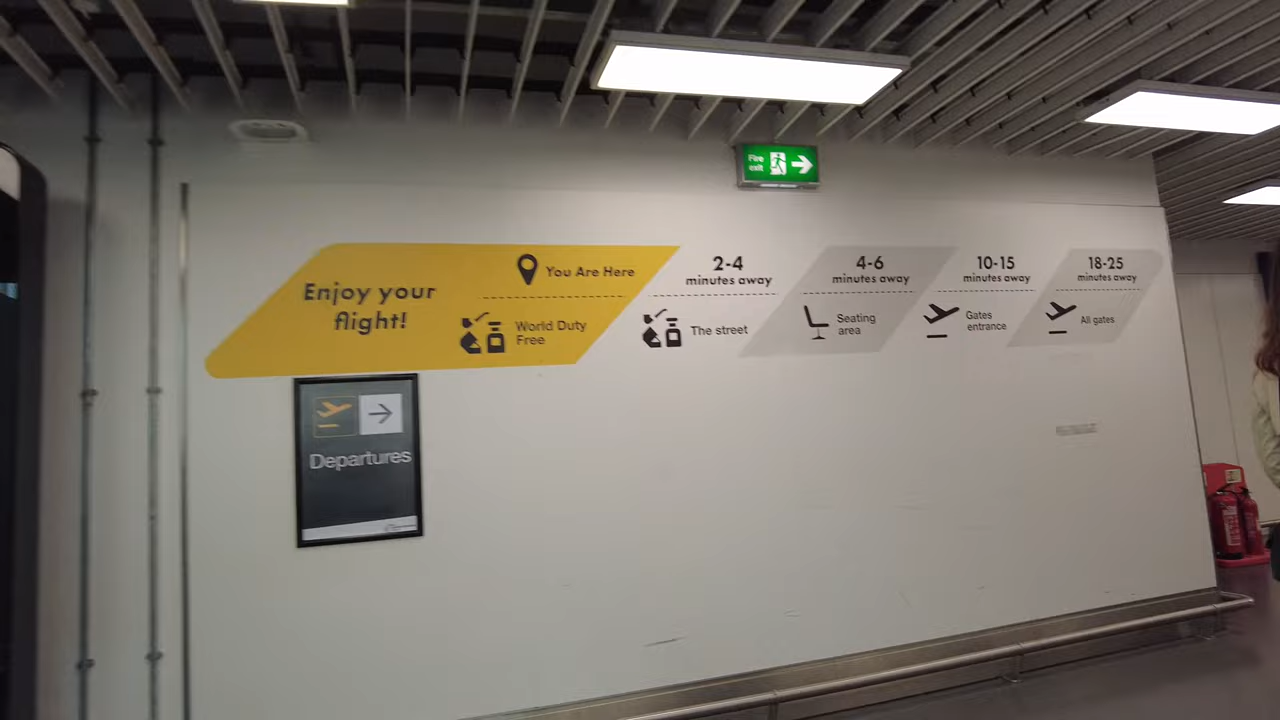 Fire
exit
Enjoy your
flight!
You Are Here
World Duty
Free
2-4
minutes away
The street
4-6
minutes away
Seating
area
10-15
minutes away
Gates
entrance
18-25
minutes away
All gates
Departures